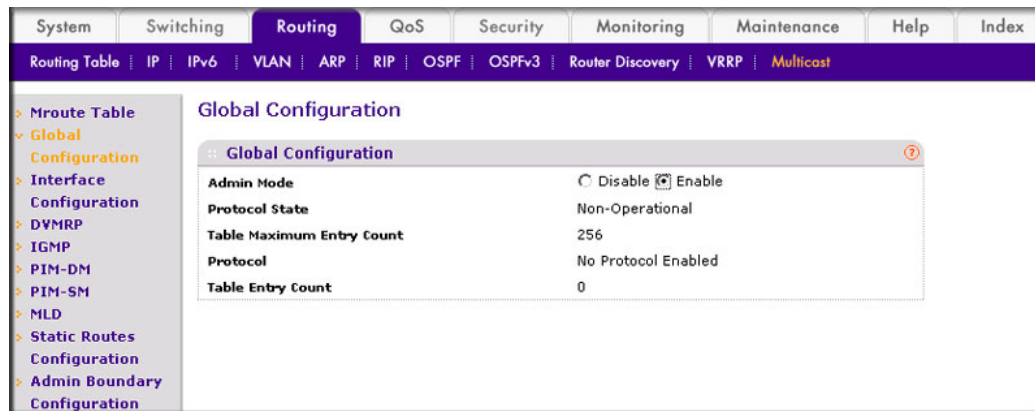 System Switching Routing QoS Security Monitoring Maintenance Help Index
Routing Table IP IPv6 VLAN ARP RIP OSPF OSPFv3 Router Discovery VRRP Multicast
Mroute Table
Global
Configuration
Interface
Configuration
DVMRP
IGMP
PIM-DM
PIM-SM
MLD
Static Routes
Configuration
Admin Boundary
Configuration
Global Configuration
Global Configuration ?
Admin Mode Disable Enable
Protocol State Non-Operational
Table Maximum Entry Count 256
Protocol No Protocol Enabled
Table Entry Count 0